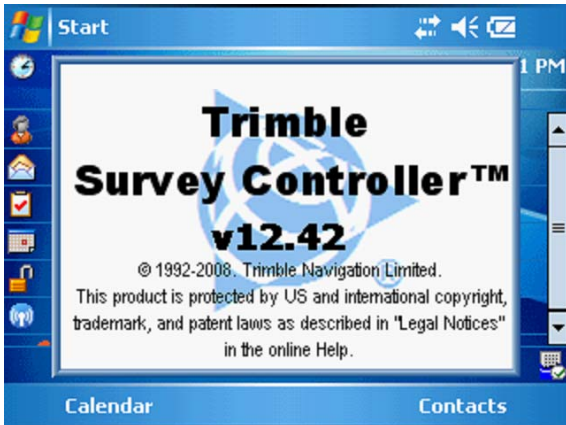 Start
1 PM
Trimble
Survey Controller™
v12.42
© 1992-2008. Trimble Navigation Limited.
This product is protected by US and international copyright,
trademark, and patent laws as described in "Legal Notices"
in the online Help.
Calendar Contacts